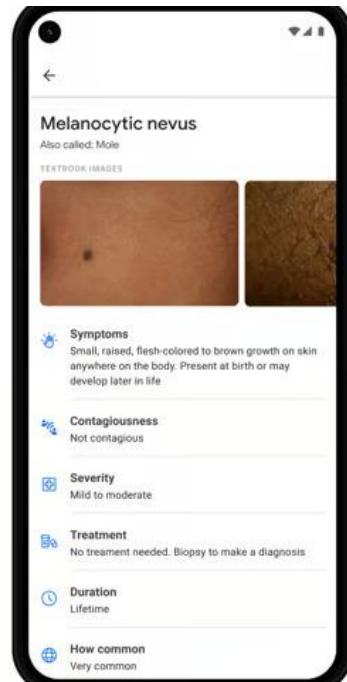 Melanocytic nevus
Also called: Mole
TEXTBOOK IMAGES
Symptoms
Small, raised, flesh-colored to brown growth on skin
anywhere on the body. Present at birth or may
develop later in life
Contagiousness
Not contagious
Severity
Mild to moderate
Treatment
No treament needed. Biopsy to make a diagnosis
Duration
Lifetime
How common
Very common